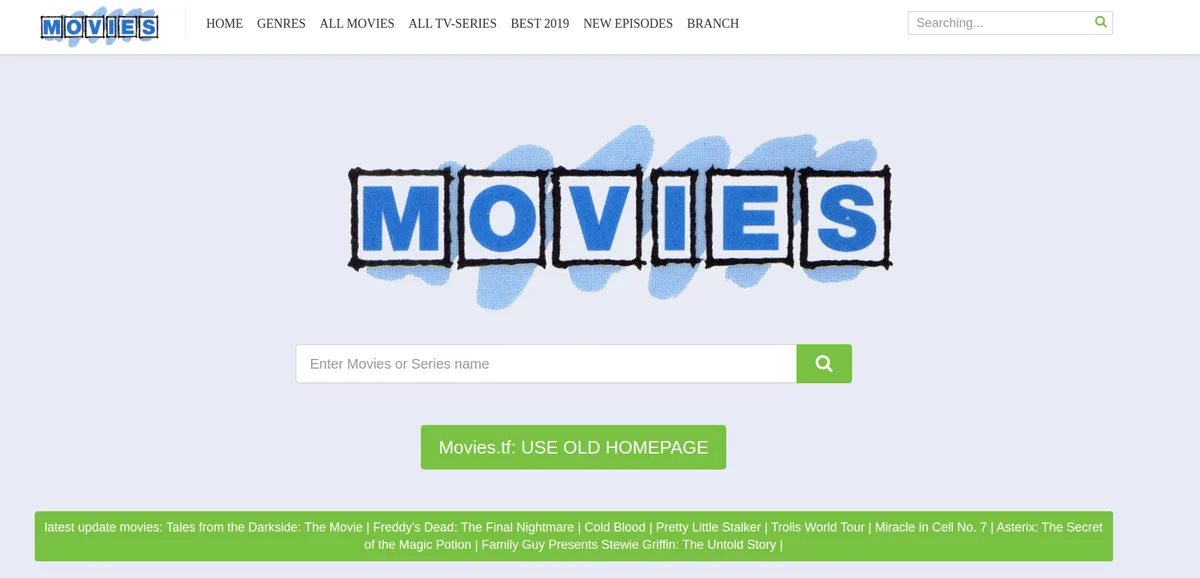 MOVIES
HOME GENRES ALL MOVIES ALL TV-SERIES BEST 2019 NEW EPISODES BRANCH
Searching...
MOVIES
Enter Movies or Series name
Movies.tf: USE OLD HOMEPAGE
latest update movies: Tales from the Darkside: The Movie | Freddy's Dead: The Final Nightmare | Cold Blood | Pretty Little Stalker | Trolls World Tour | Miracle in Cell No. 7 | Asterix: The Secret
of the Magic Potion | Family Guy Presents Stewie Griffin: The Untold Story |